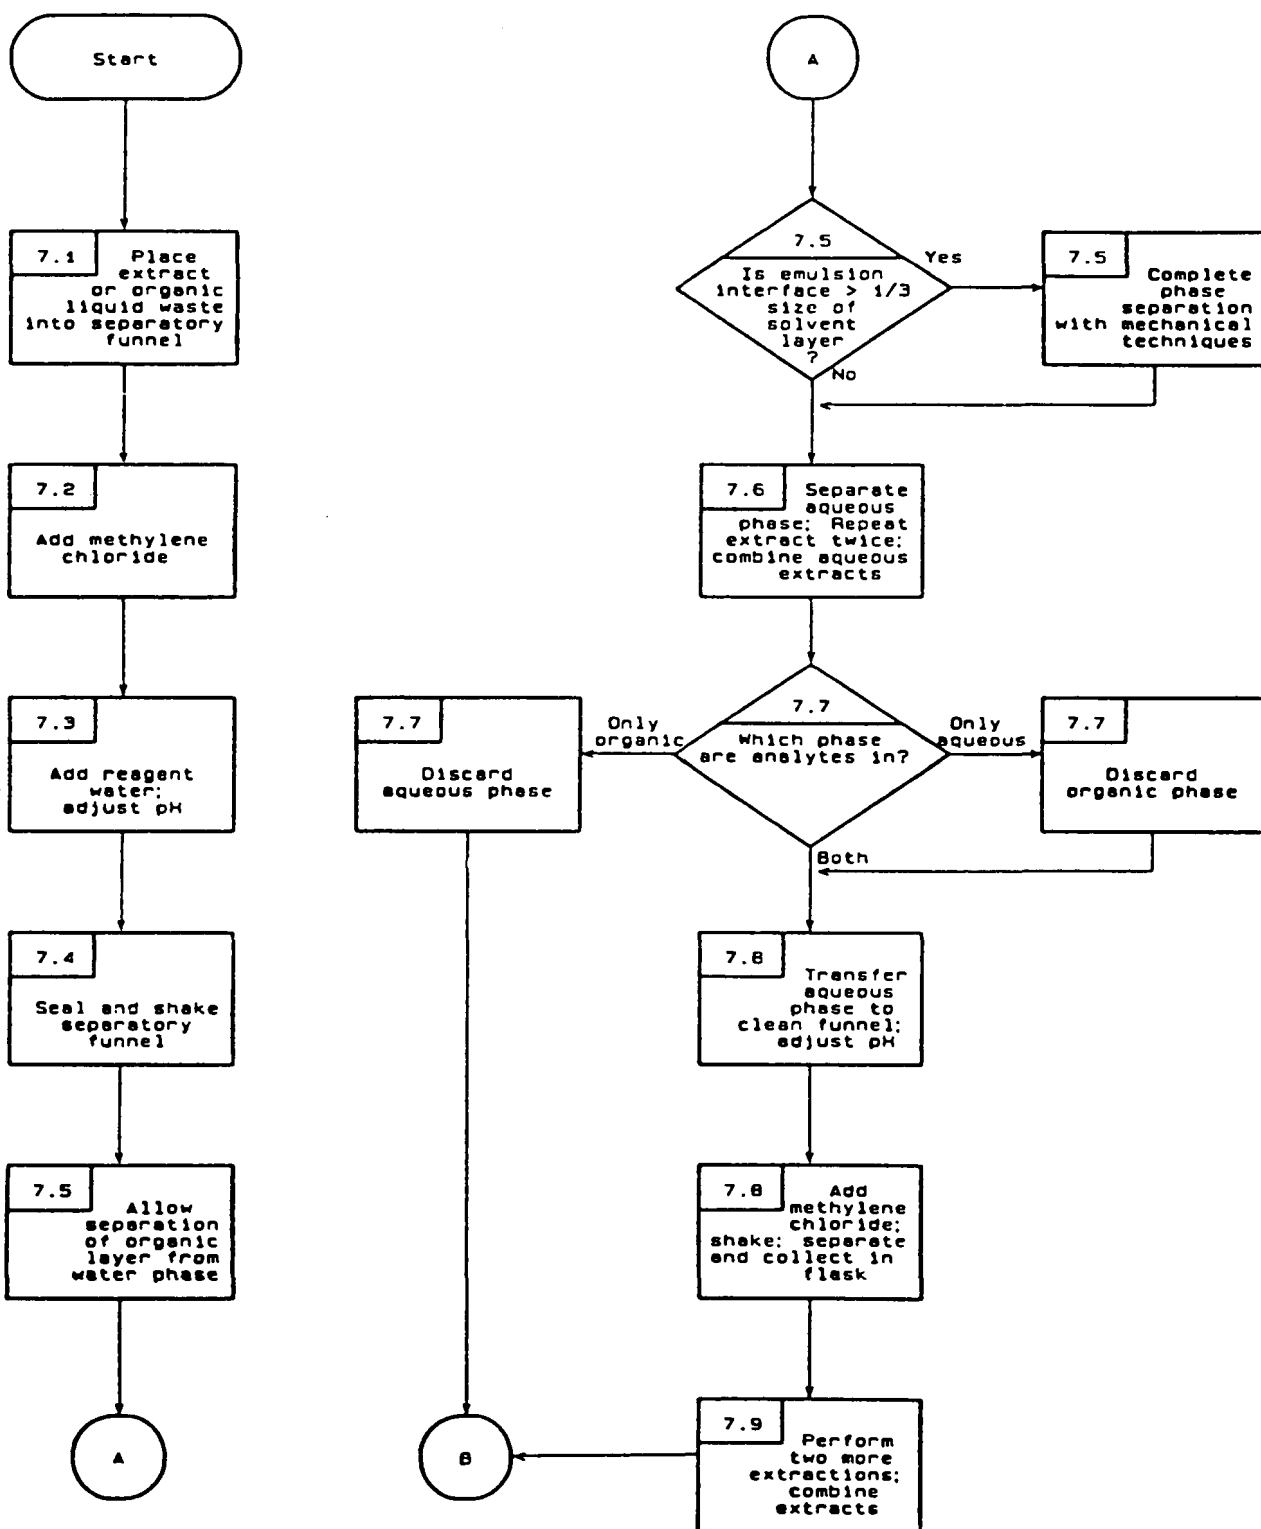 Start
7.1 Place
extract
or organic
liquid waste
into separatory
funnel
7.2
Add methylene
chloride
7.3
Add reagent
water;
adjust pH
7.4
Seal and shake
separatory
funnel
7.5
Allow
separation
of organic
layer from
water phase
A
A
7.5
Is emulsion
interface > 1/3
size of
solvent
layer
?
Yes
No
7.5
Complete
phase
separation
with mechanical
techniques
7.6 Separate
aqueous
phase; Repeat
extract twice;
combine aqueous
extracts
7.7
Which phase
are analytes in?
Only
organic
Only
aqueous
Both
7.7
Discard
aqueous phase
7.7
Discard
organic phase
7.8
Transfer
aqueous
phase to
clean funnel;
adjust pH
7.8 Add
methylene
chloride;
shake; separate
and collect in
flask
7.9
Perform
two more
extractions;
combine
extracts
B